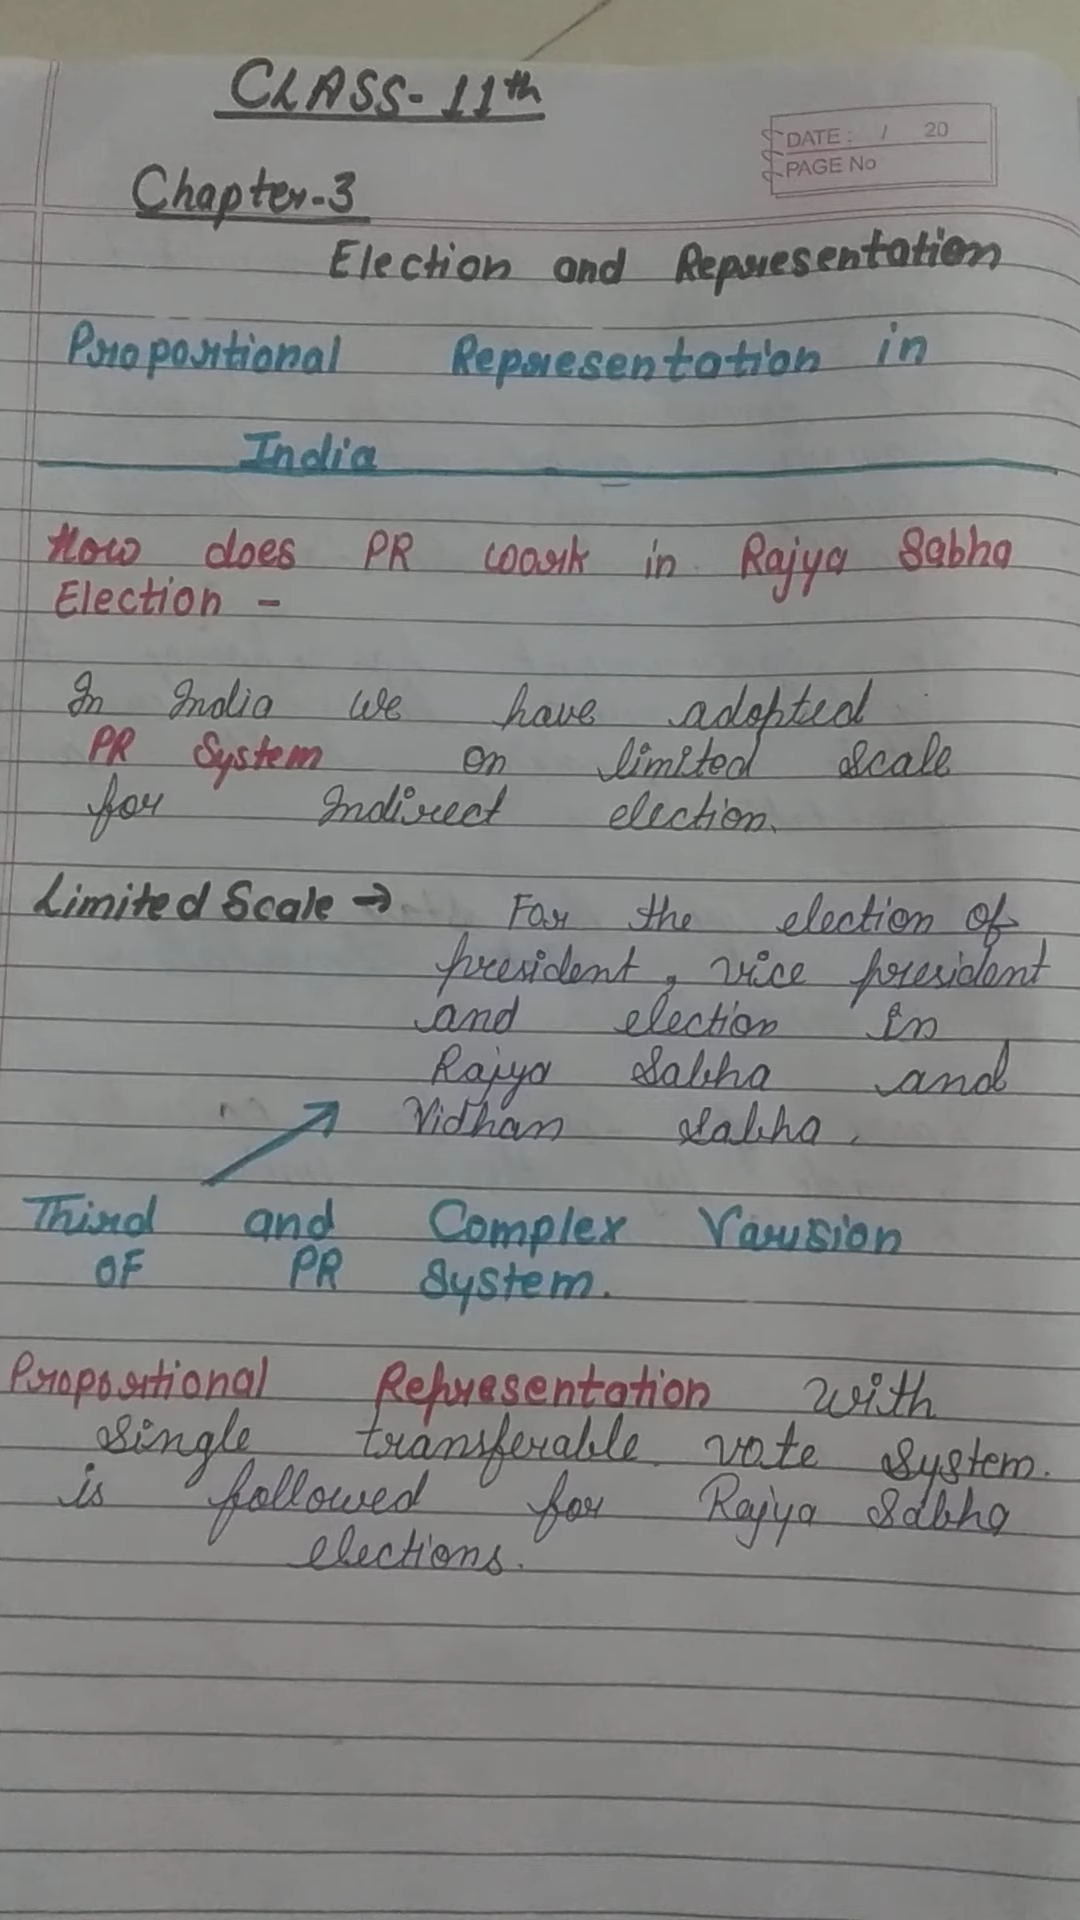 CLASS-11th
DATE: / 20
PAGE No
Chapter-3
Election and Representation
Proportional Representation in
India
How does PR work in Rajya Sabha
Election -
In India we have adopted
PR System on limited scale
for Indirect election.
Limited Scale → For the election of
president, vice president
and election in
Rajya Sabha and
Vidhan Sabha.
Third and Complex Varusion
OF PR System.
Proportional Representation with
single transferable vote system.
is followed for Rajya Sabha
elections.